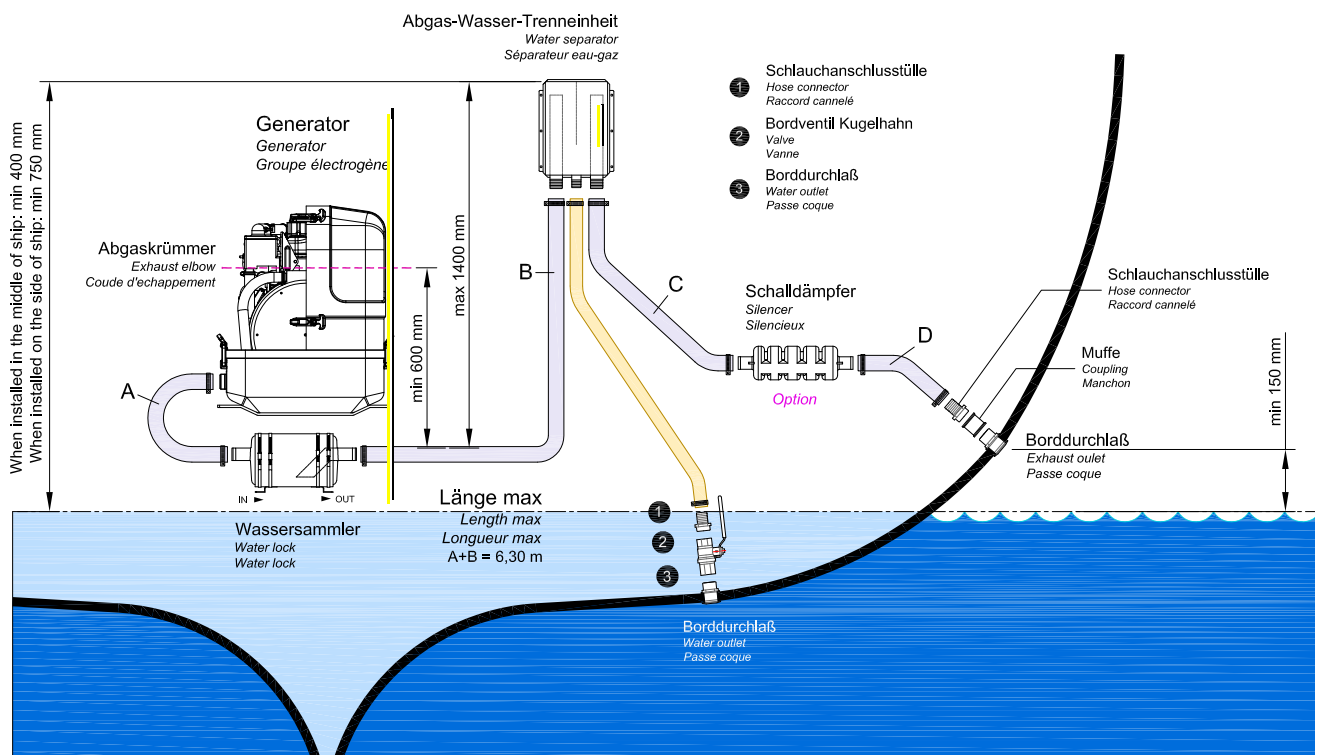 Abgas-Wasser-Trenneinheit
Water separator
Séparateur eau-gaz
1
Schlauchanschlusstülle
Hose connector
Raccord cannelé
2
Bordventil Kugelhahn
Valve
Vanne
3
Borddurchlaß
Water outlet
Passe coque
When installed in the middle of ship: min 400 mm
When installed on the side of ship: min 750 mm
Generator
Generator
Groupe électrogène
Abgaskrümmer
Exhaust elbow
Coude d'echappement
min 600 mm
max 1400 mm
A
B
C
D
Schalldämpfer
Silencer
Silencieux
Option
Schlauchanschlusstülle
Hose connector
Raccord cannelé
Muffe
Coupling
Manchon
min 150 mm
Borddurchlaß
Exhaust oulet
Passe coque
IN
OUT
Wassersammler
Water lock
Water lock
Länge max
Length max
Longueur max
A+B = 6,30 m
1
2
3
Borddurchlaß
Water outlet
Passe coque